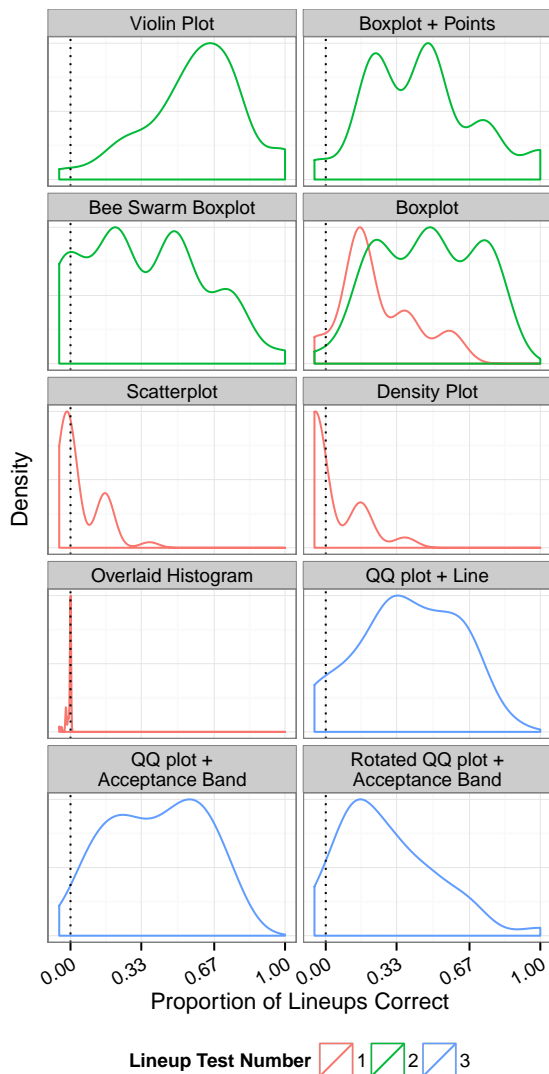 Violin Plot
Boxplot + Points
Bee Swarm Boxplot
Boxplot
Scatterplot
Density Plot
Overlaid Histogram
QQ plot + Line
QQ plot +
Acceptance Band
Rotated QQ plot +
Acceptance Band
Density
0.00 0.33 0.67 1.00
0.00 0.33 0.67 1.00
Proportion of Lineups Correct
Lineup Test Number 1 2 3